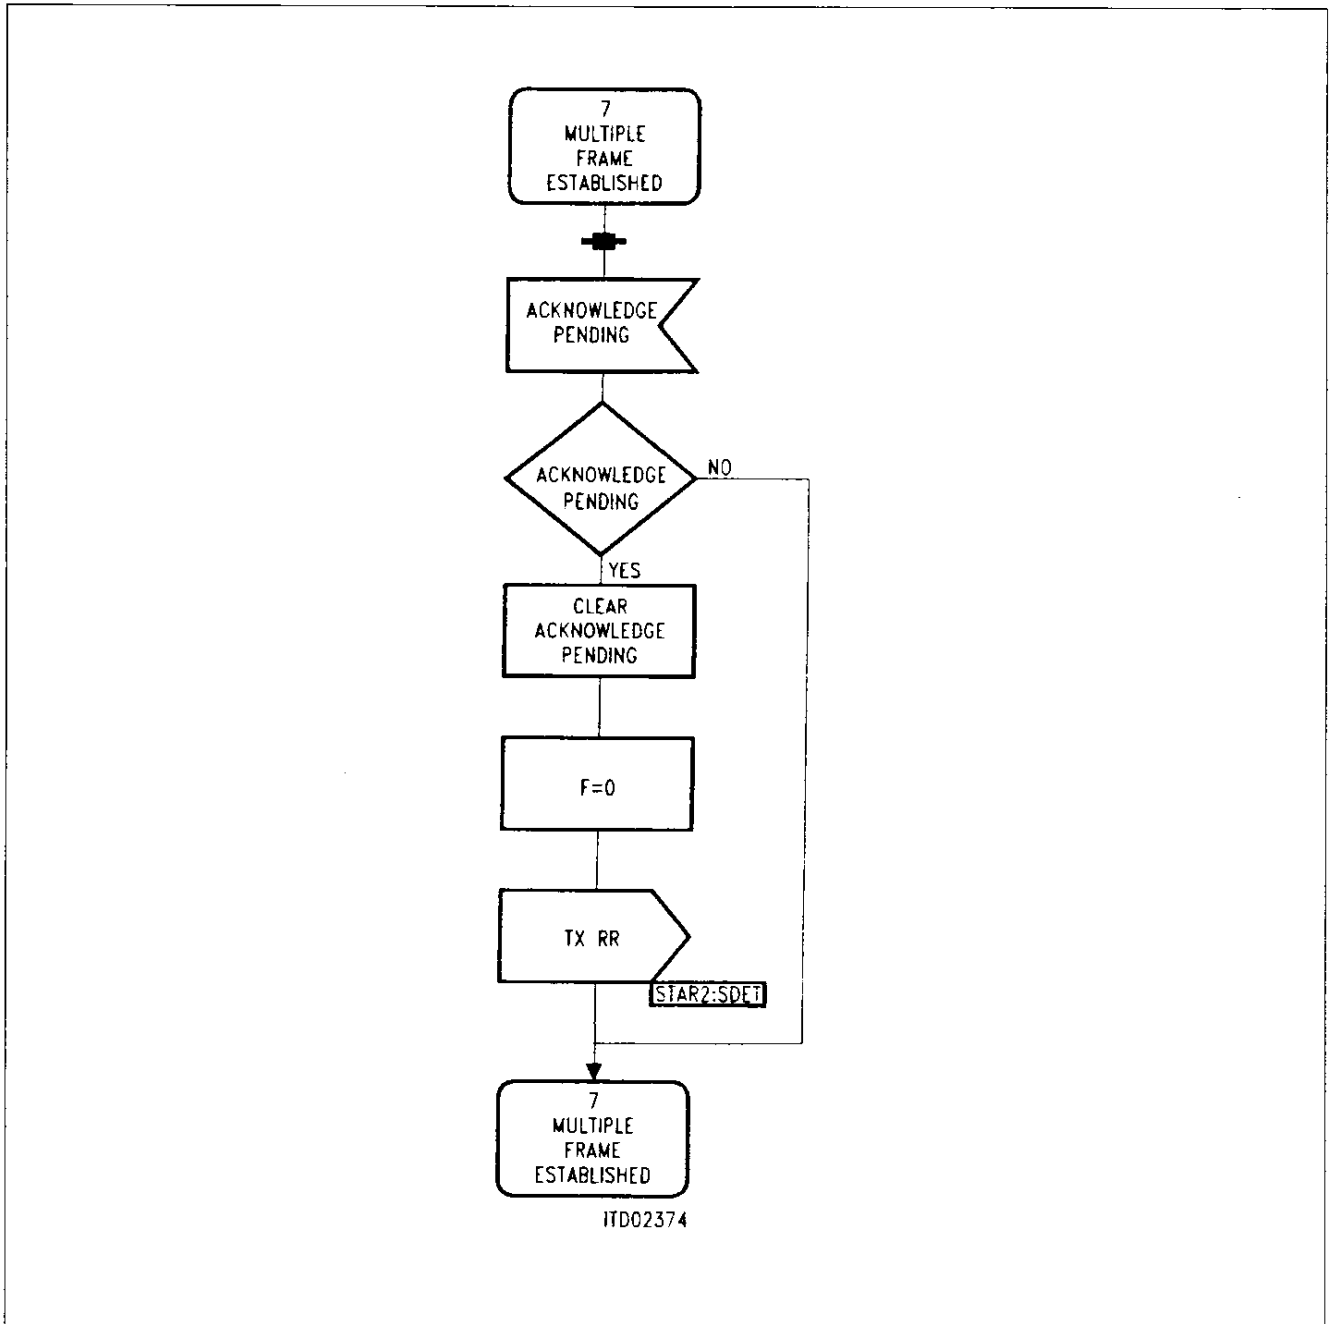 7
MULTIPLE
FRAME
ESTABLISHED
ACKNOWLEDGE
PENDING
ACKNOWLEDGE
PENDING
NO
YES
CLEAR
ACKNOWLEDGE
PENDING
F=0
TX RR
STAR2:SDET
7
MULTIPLE
FRAME
ESTABLISHED
ITD02374